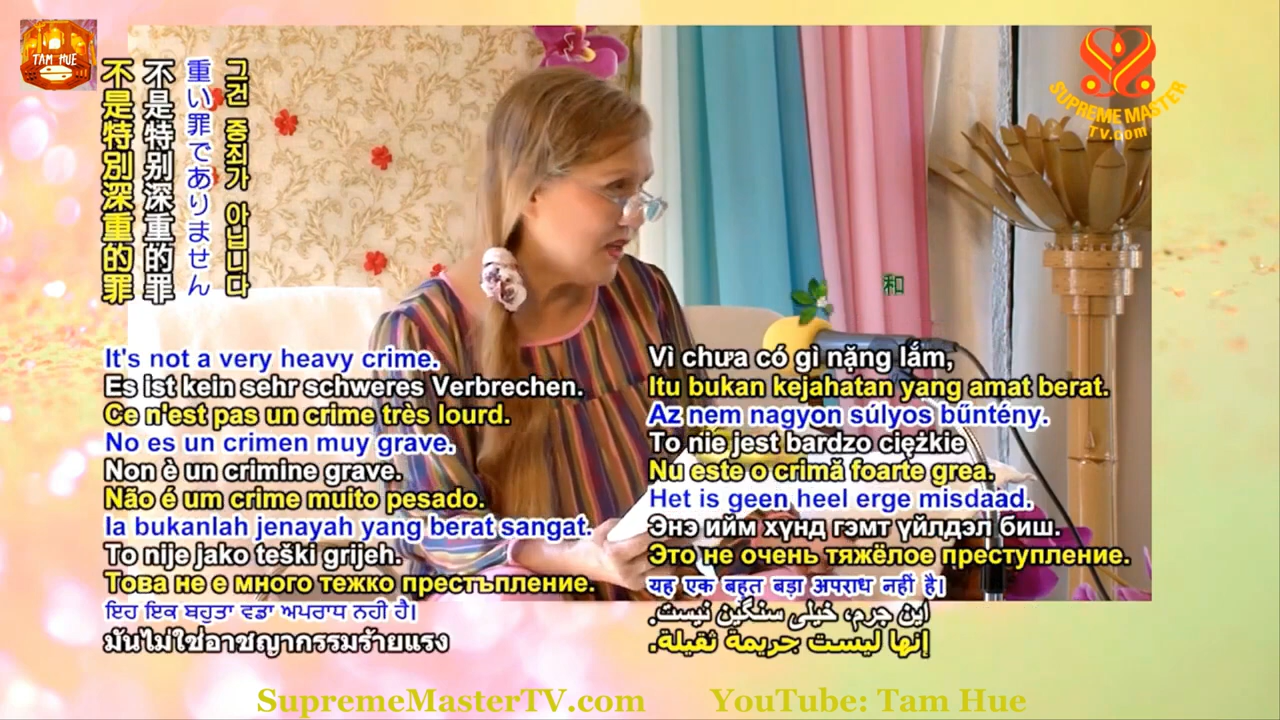 TAM HUE
SUPREME MASTER
TV.com
그건 중죄가 아닙니다
重い罪でありません
不是特别深重的罪
不是特別深重的罪
和
It's not a very heavy crime.
Es ist kein sehr schweres Verbrechen.
Ce n'est pas un crime très lourd.
No es un crimen muy grave.
Non è un crimine grave.
Não é um crime muito pesado.
Ia bukanlah jenayah yang berat sangat.
To nije jako teški grijeh.
Това не е много тежко престъпление.
ਇਹ ਇਕ ਬਹੁਤਾ ਵਡਾ ਅਪਰਾਧ ਨਹੀ ਹੈ।
มันไม่ใช่อาชญากรรมร้ายแรง
Vì chưa có gì nặng lắm,
Itu bukan kejahatan yang amat berat.
Az nem nagyon súlyos bűntény.
To nie jest bardzo ciężkie
Nu este o crimă foarte grea.
Het is geen heel erge misdaad.
Энэ ийм хүнд гэмт үйлдэл биш.
Это не очень тяжёлое преступление.
यह एक बहुत बड़ा अपराध नहीं है।
این جرم، خیلی سنگین نیست.
إنها ليست جريمة ثقيلة.
SupremeMasterTV.com YouTube: Tam Hue